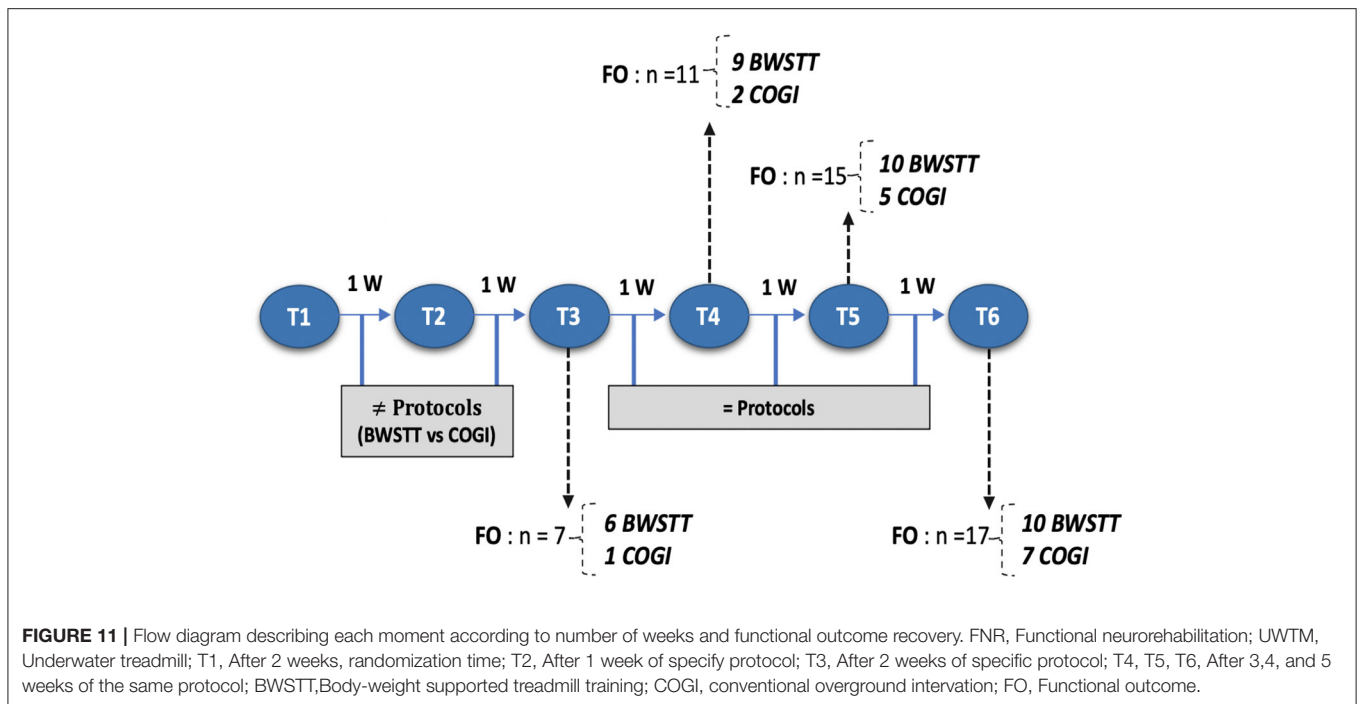 FO : n =11
9 BWSTT
2 COGI
FO : n =15
10 BWSTT
5 COGI
1 W
1 W
1 W
1 W
1 W
T1
T2
T3
T4
T5
T6
≠ Protocols
(BWSTT vs COGI)
= Protocols
FO : n = 7
6 BWSTT
1 COGI
FO : n =17
10 BWSTT
7 COGI
FIGURE 11 | Flow diagram describing each moment according to number of weeks and functional outcome recovery. FNR, Functional neurorehabilitation; UWTM,
Underwater treadmill; T1, After 2 weeks, randomization time; T2, After 1 week of specify protocol; T3, After 2 weeks of specific protocol; T4, T5, T6, After 3,4, and 5
weeks of the same protocol; BWSTT,Body-weight supported treadmill training; COGI, conventional overground intervation; FO, Functional outcome.